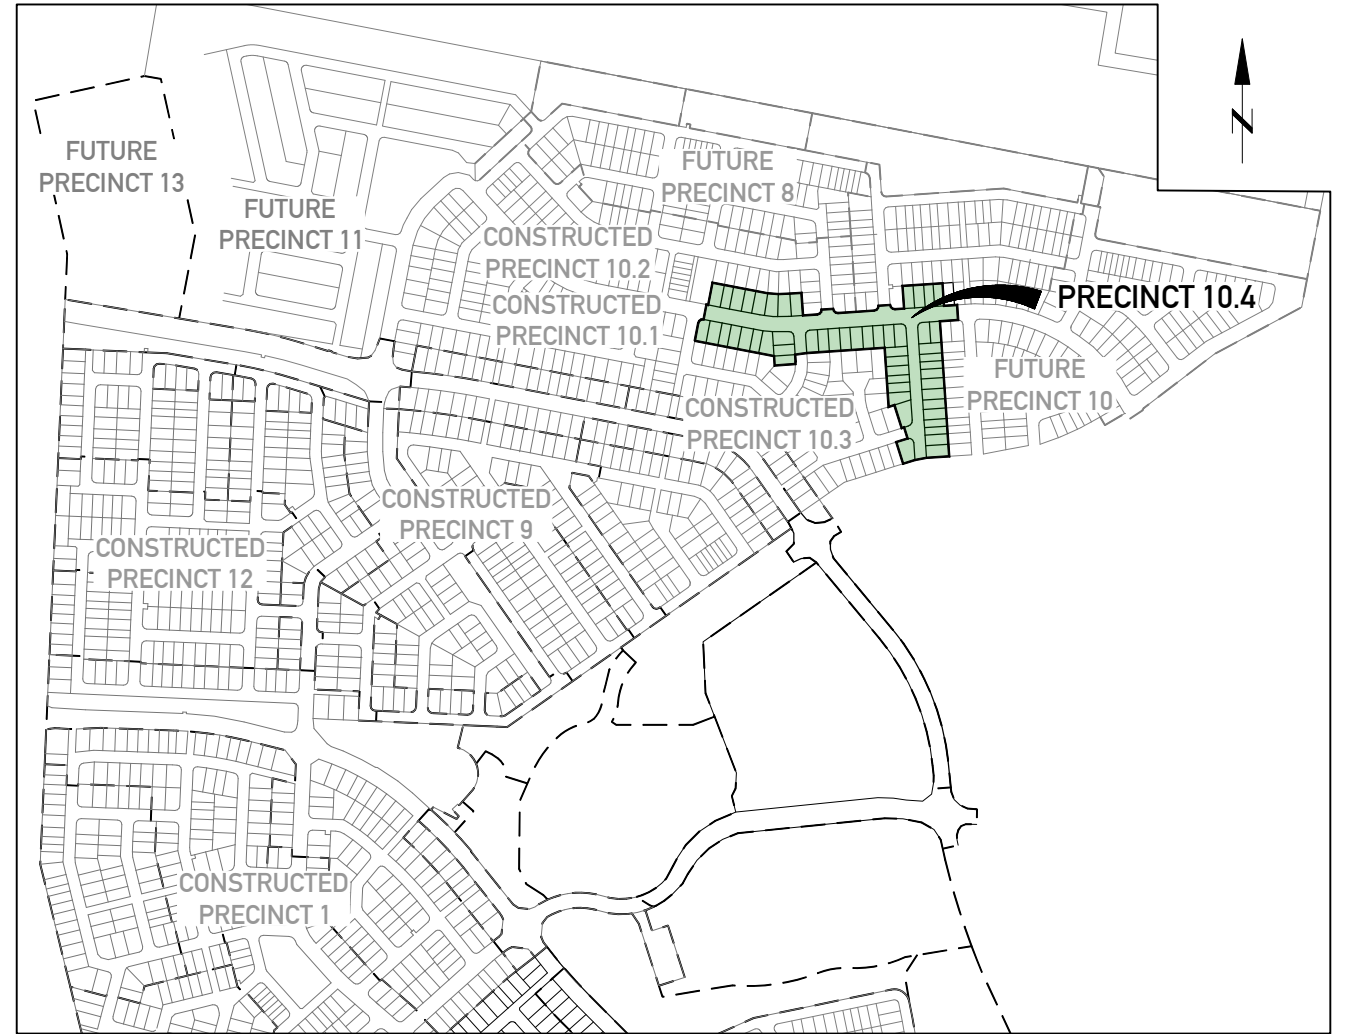 N
FUTURE
PRECINCT 13
FUTURE
PRECINCT 8
FUTURE
PRECINCT 11
CONSTRUCTED
PRECINCT 10.2
CONSTRUCTED
PRECINCT 10.1
PRECINCT 10.4
FUTURE
PRECINCT 10
CONSTRUCTED
PRECINCT 10.3
CONSTRUCTED
PRECINCT 9
CONSTRUCTED
PRECINCT 12
CONSTRUCTED
PRECINCT 1